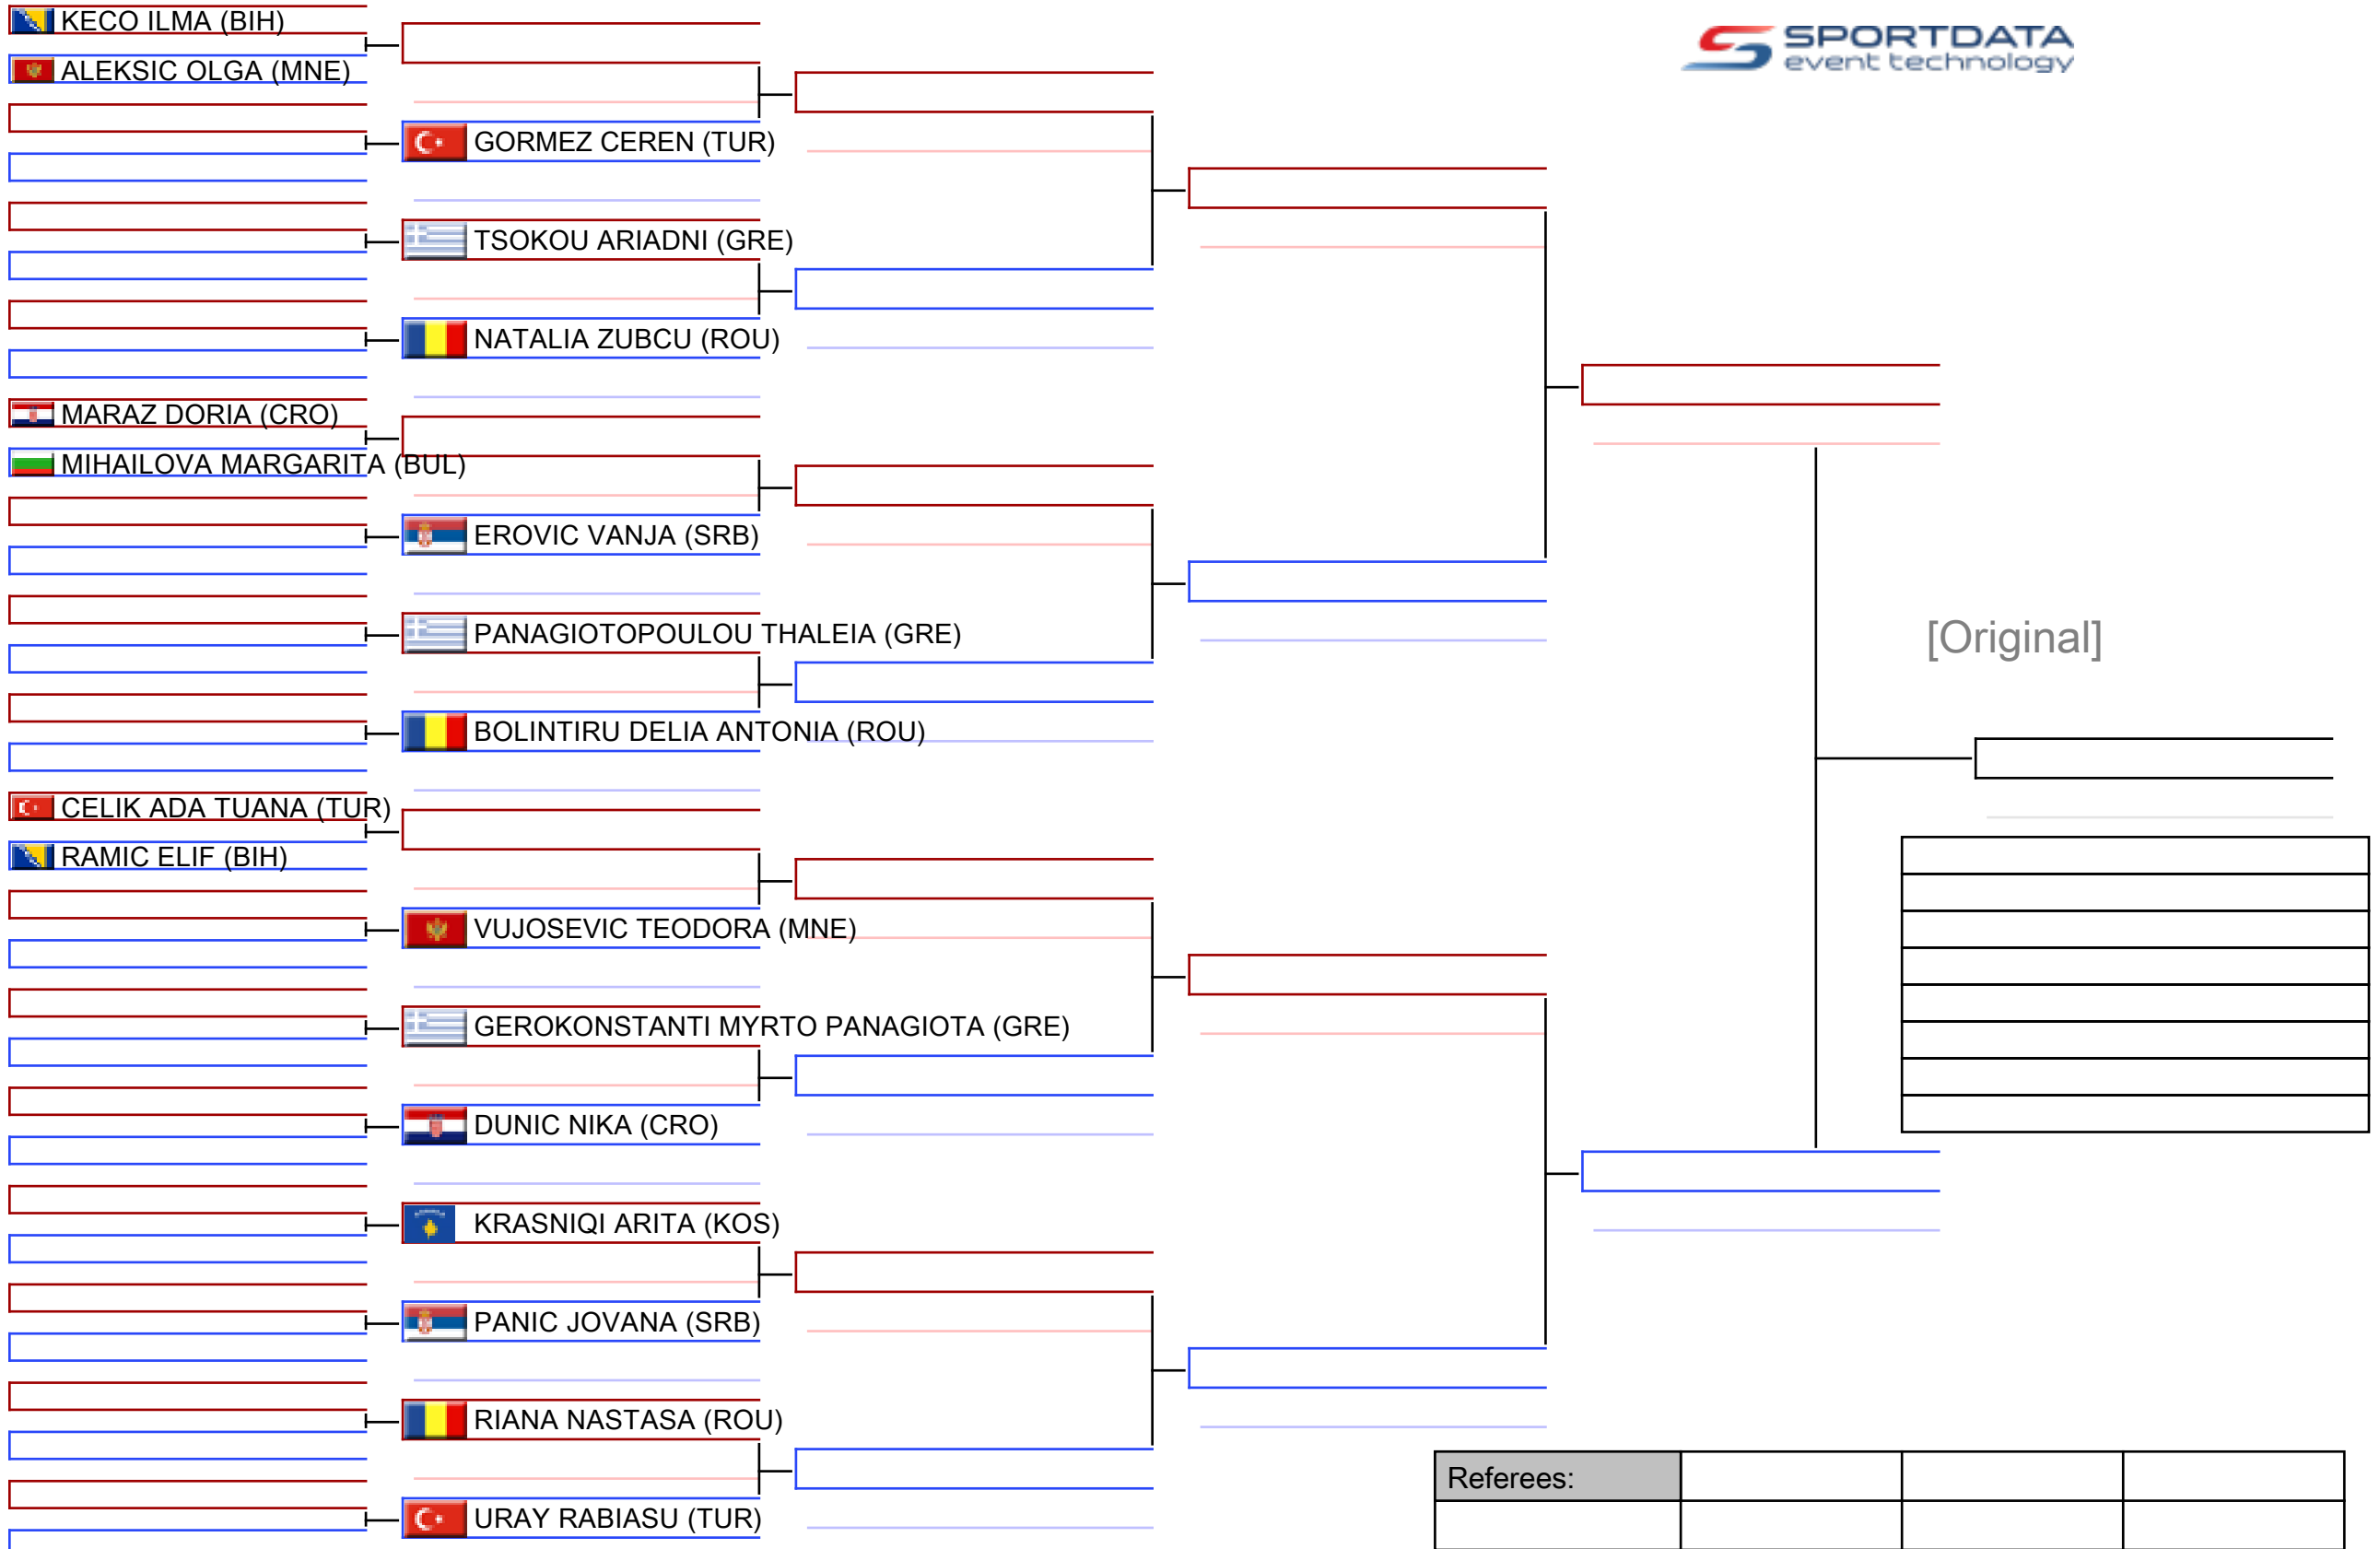 KECO ILMA (BIH)
SPORTDATA
event technology
ALEKSIC OLGA (MNE)
GORMEZ CEREN (TUR)
TSOKOU ARIADNI (GRE)
NATALIA ZUBCU (ROU)
MARAZ DORIA (CRO)
MIHAILOVA MARGARITA (BUL)
EROVIC VANJA (SRB)
PANAGIOTOPOULOU THALEIA (GRE)
[Original]
BOLINTIRU DELIA ANTONIA (ROU)
CELIK ADA TUANA (TUR)
RAMIC ELIF (BIH)
VUJOSEVIC TEODORA (MNE)
GEROKONSTANTI MYRTO PANAGIOTA (GRE)
DUNIC NIKA (CRO)
KRASNIQI ARITA (KOS)
PANIC JOVANA (SRB)
RIANA NASTASA (ROU)
Referees:
URAY RABIASU (TUR)